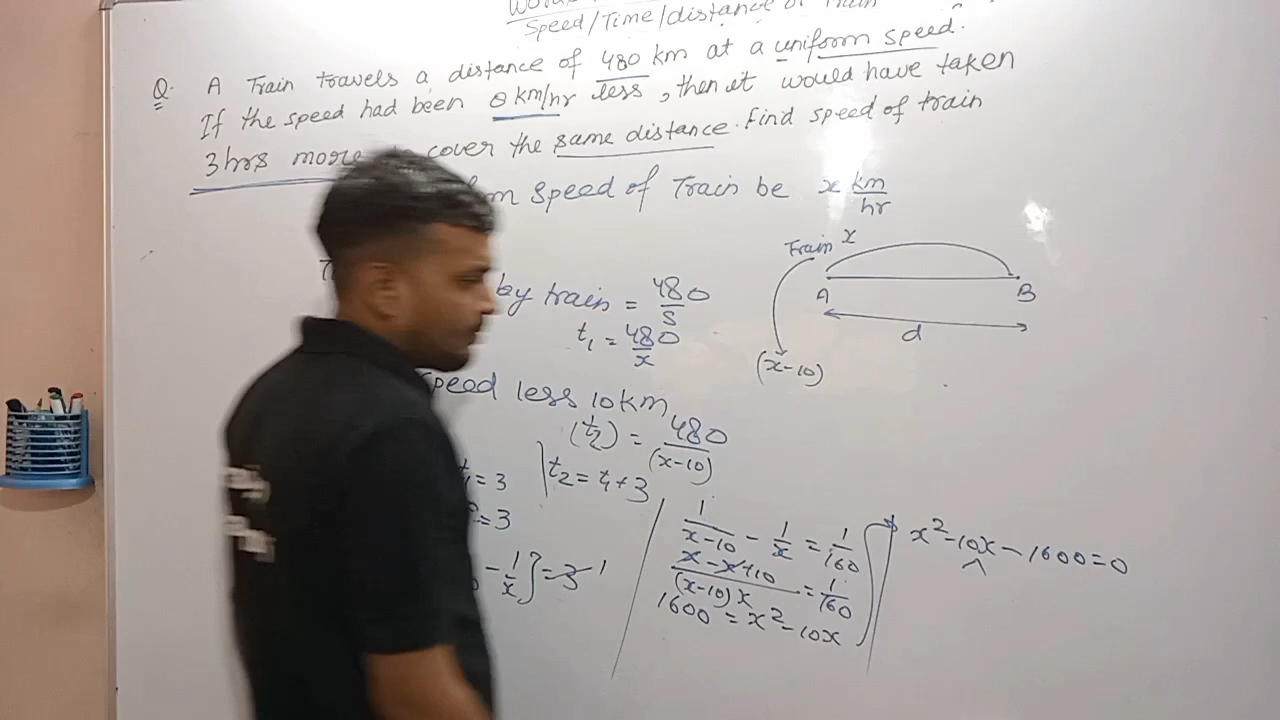 Speed/Time/distance of Train
Q. A Train travels a distance of 480 km at a uniform speed.
If the speed had been 8 km/hr less, then it would have taken
3 hrs more to cover the same distance. Find speed of train
Speed of Train be x km/hr
Train x
A B
d
(x-10)
by train = 480/s
t₁ = 480/x
Speed less 10 km
(t₂) = 480/(x-10)
= 3 | t₂ = t₁ + 3
= 3
- 1/x} = 3 1
1/(x-10) - 1/x = 1/160
(x - x + 10)/((x-10)x) = 1/160
1600 = x² - 10x
x² - 10x - 1600 = 0